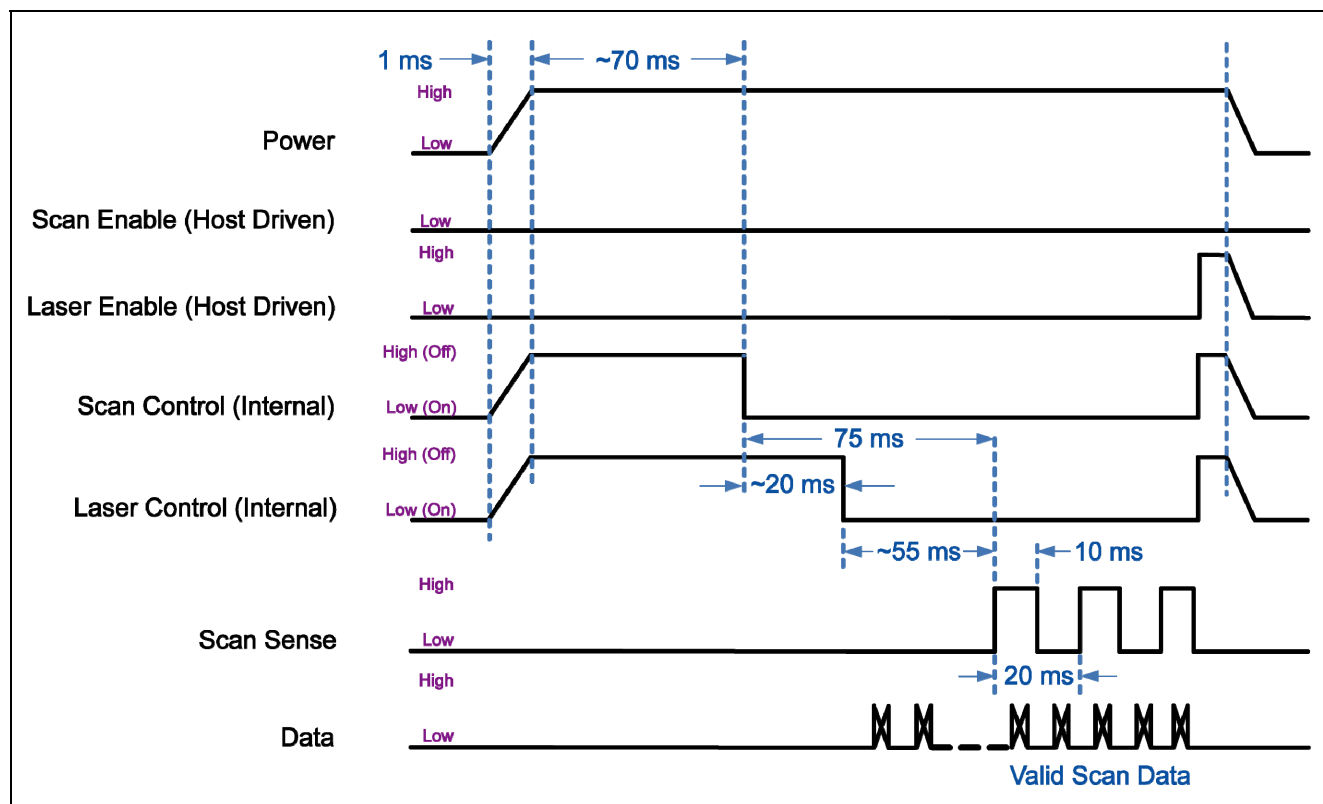 1 ms
~70 ms
High
Power
Low
Scan Enable (Host Driven)
Low
High
Laser Enable (Host Driven)
Low
High (Off)
Scan Control (Internal)
Low (On)
75 ms
High (Off)
~20 ms
Laser Control (Internal)
Low (On)
~55 ms
10 ms
High
Scan Sense
Low
20 ms
High
Data
Low
Valid Scan Data